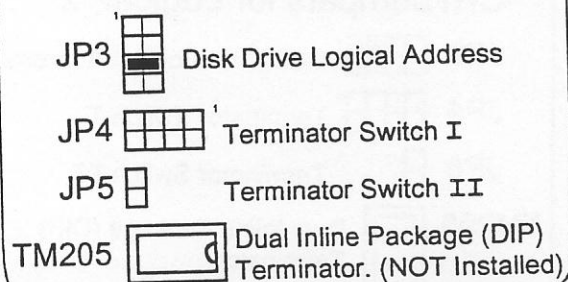 1
JP3 Disk Drive Logical Address
1
JP4 Terminator Switch I
JP5 Terminator Switch II
TM205 Dual Inline Package (DIP)
Terminator. (NOT Installed)